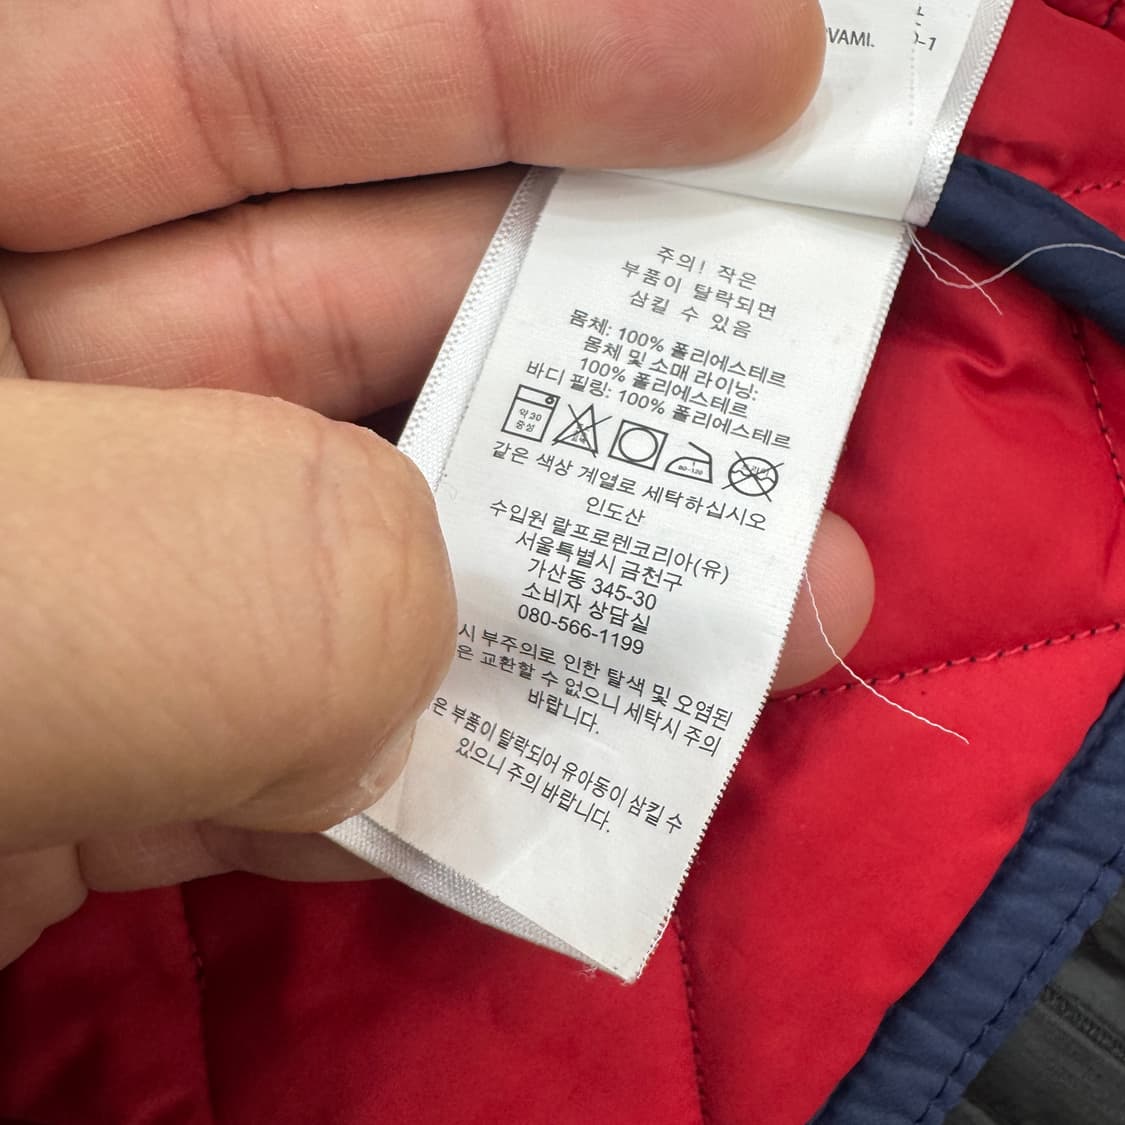 VAMI.
-1
주의! 작은
부품이 탈락되면
삼킬 수 있음
몸체: 100% 폴리에스테르
몸체 및 소매 라이닝:
100% 폴리에스테르
바디 필링: 100% 폴리에스테르
약30
중성
80-120
같은 색상 계열로 세탁하십시오
인도산
수입원 랄프로렌코리아(유)
서울특별시 금천구
가산동 345-30
소비자 상담실
080-566-1199
시 부주의로 인한 탈색 및 오염된
은 교환할 수 없으니 세탁시 주의
바랍니다.
은 부품이 탈락되어 유아동이 삼킬 수
있으니 주의 바랍니다.